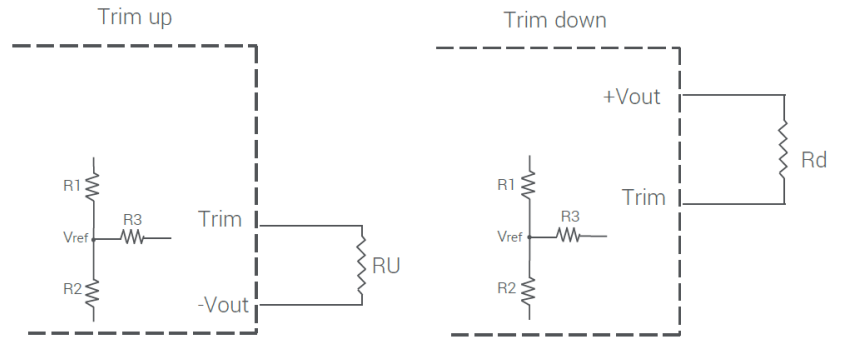 Trim up
R1
R3
Vref
R2
Trim
RU
-Vout
Trim down
+Vout
Rd
R1
Trim
R3
Vref
R2